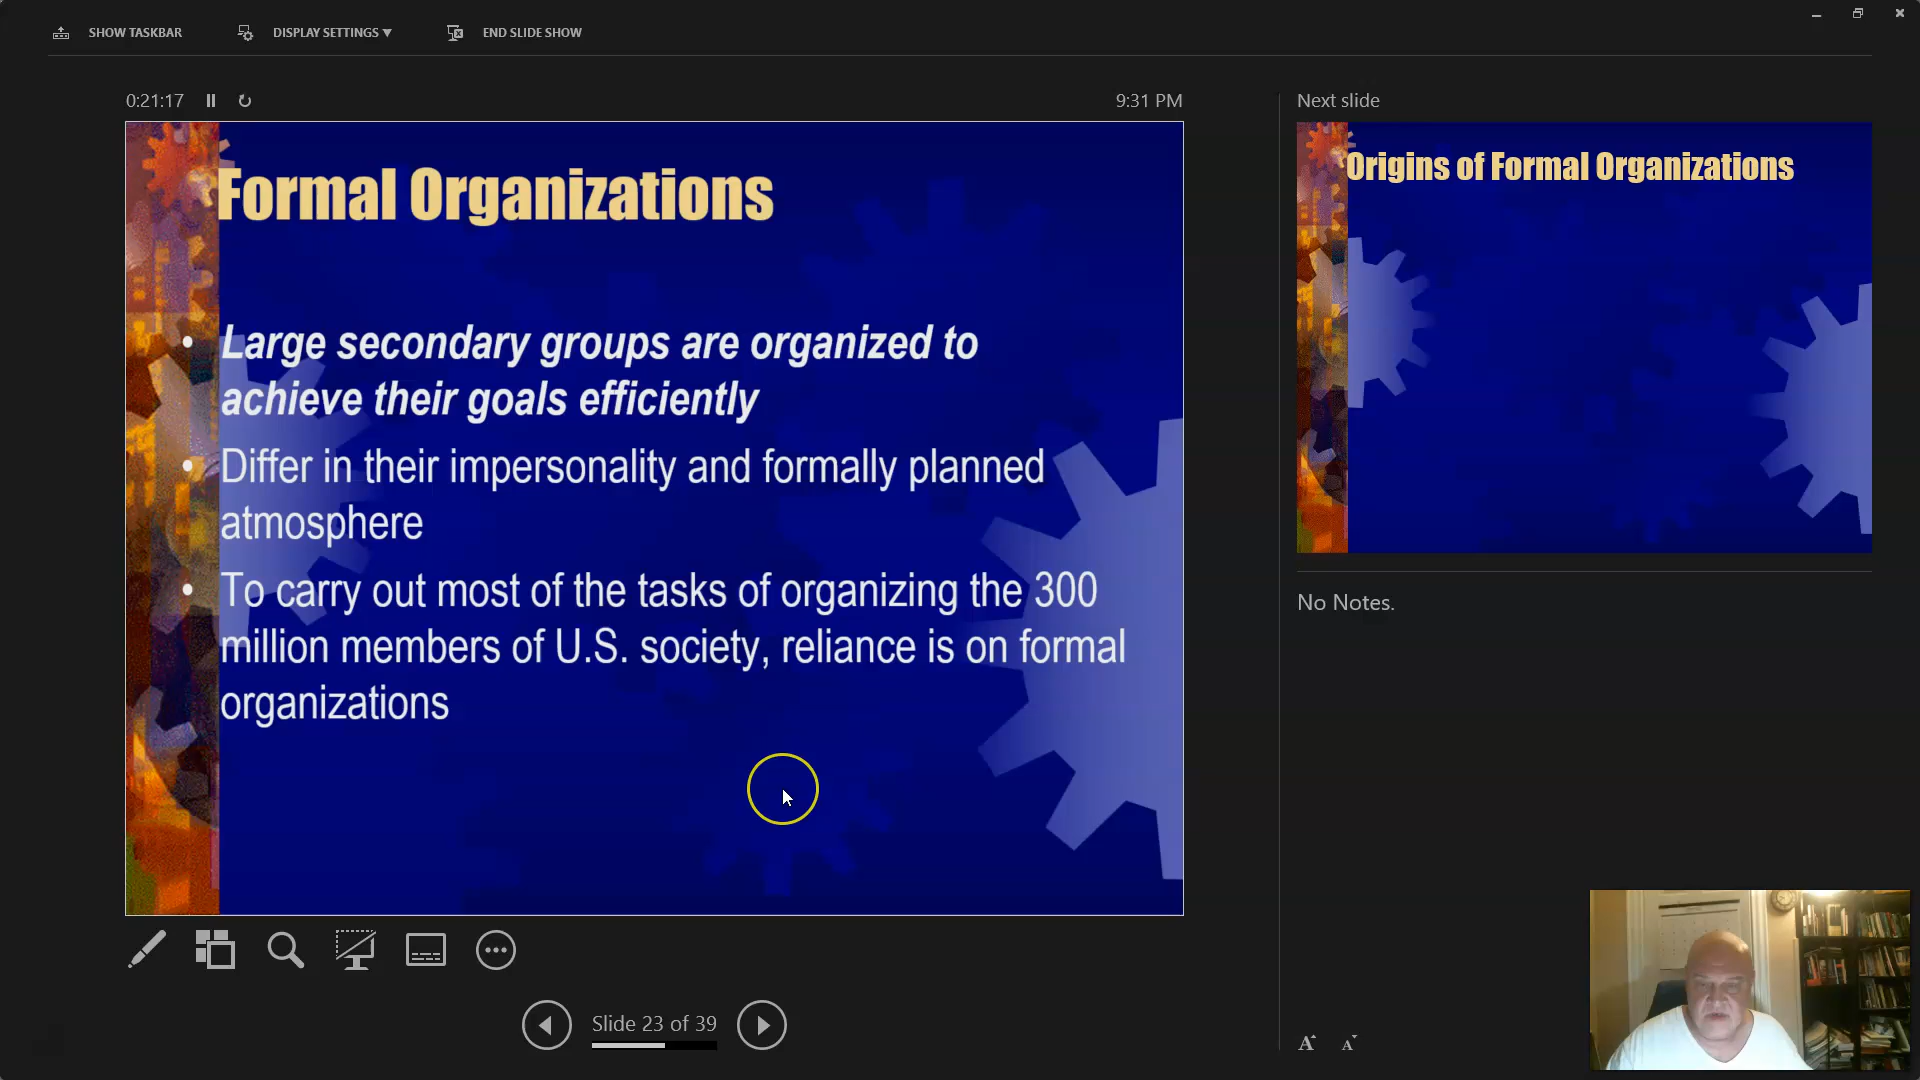 SHOW TASKBAR
DISPLAY SETTINGS ▼
END SLIDE SHOW
0:21:17
9:31 PM
Next slide
Formal Organizations
• Large secondary groups are organized to
achieve their goals efficiently
• Differ in their impersonality and formally planned
atmosphere
• To carry out most of the tasks of organizing the 300
million members of U.S. society, reliance is on formal
organizations
Origins of Formal Organizations
No Notes.
Slide 23 of 39
A A